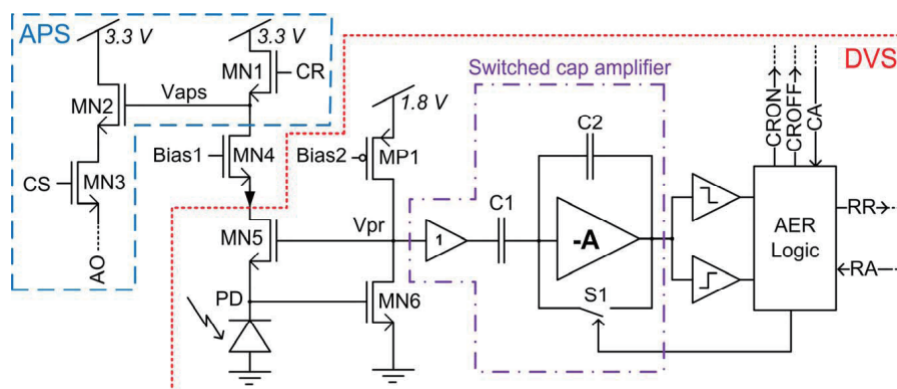 APS
3.3 V
3.3 V
MN1
CR
MN2
Vaps
Bias1
MN4
CS
MN3
AO
MN5
PD
1.8 V
Bias2
MP1
Vpr
MN6
Switched cap amplifier
1
C1
C2
-A
S1
DVS
CRON
CROFF
CA
AER
Logic
RR
RA